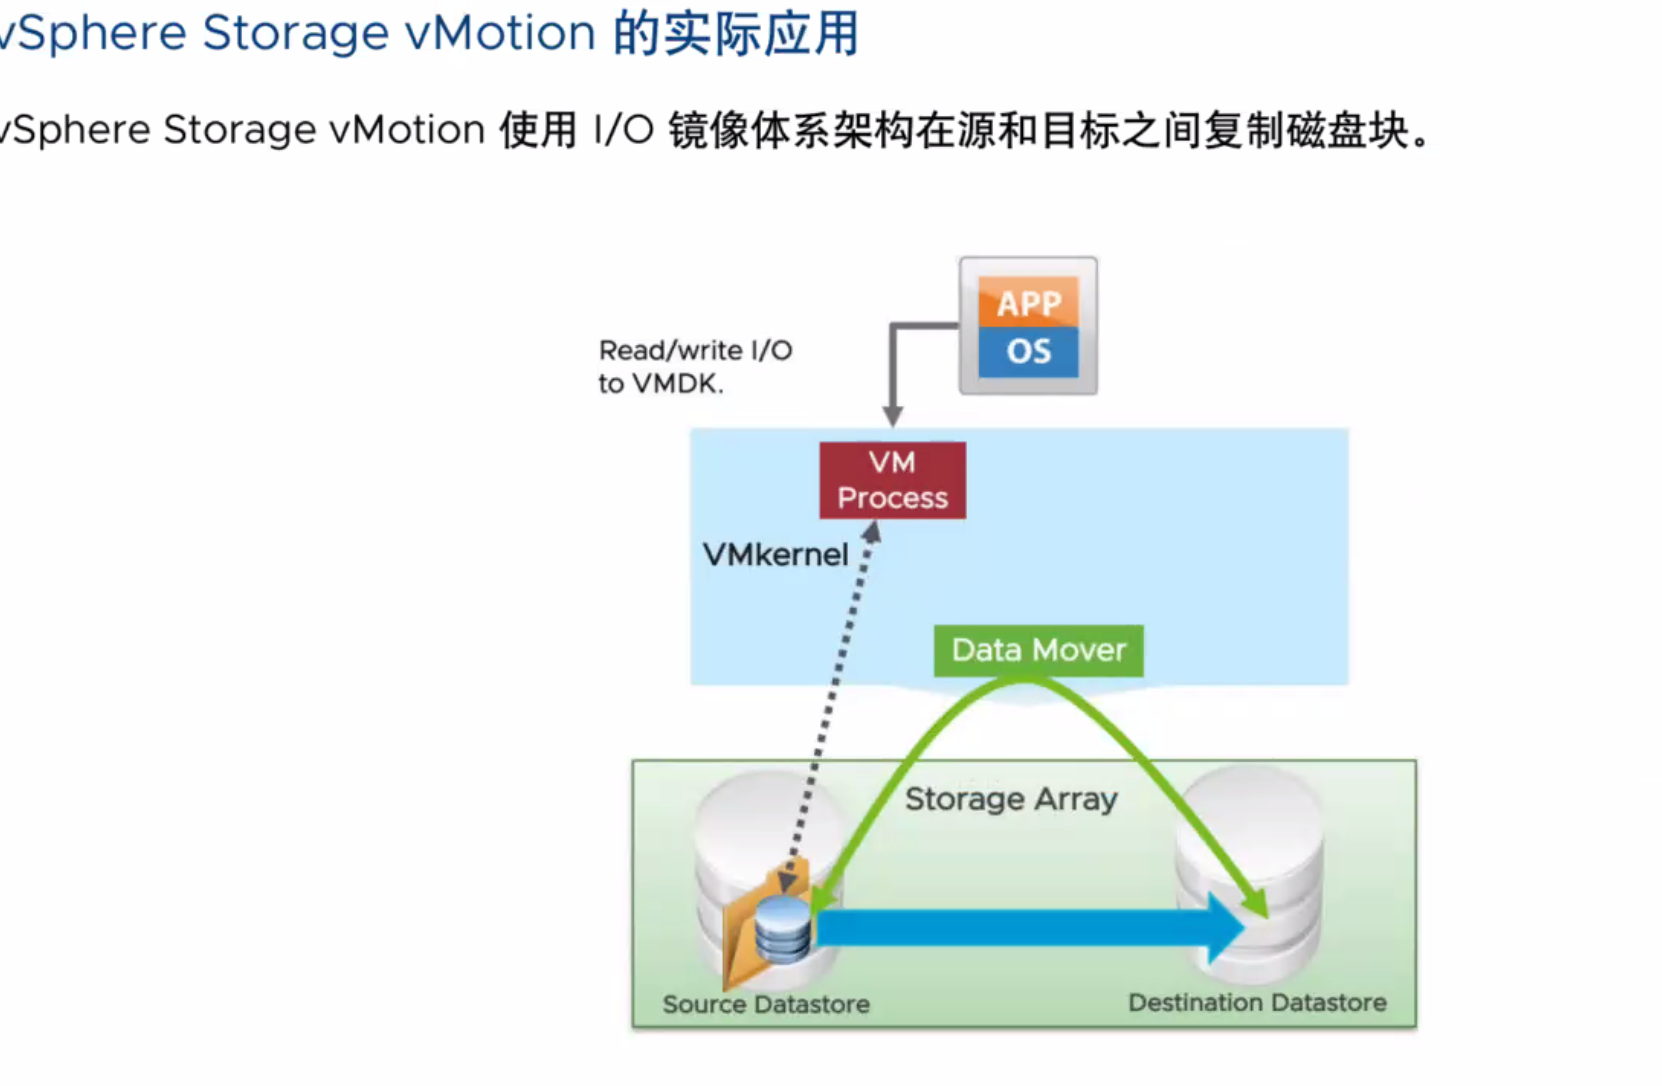 vSphere Storage vMotion 的实际应用
vSphere Storage vMotion 使用 I/O 镜像体系架构在源和目标之间复制磁盘块。
APP
OS
Read/write I/O
to VMDK.
VM
Process
VMkernel
Data Mover
Storage Array
Source Datastore
Destination Datastore